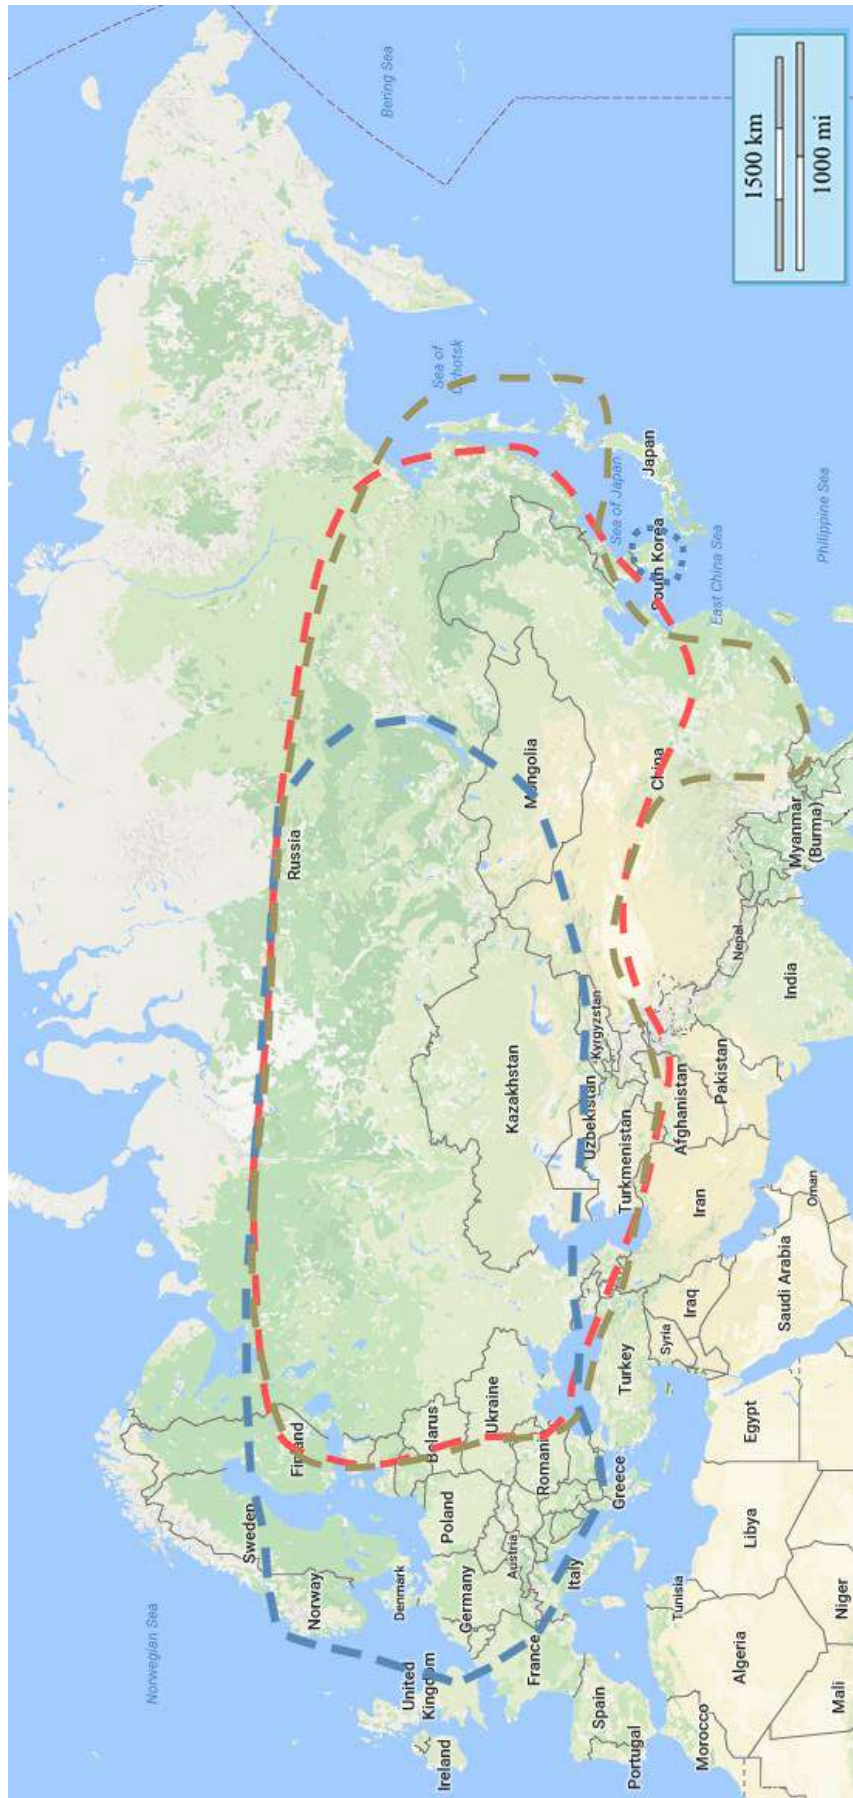 Bering Sea
1500 km
1000 mi
Sea of
Okhotsk
Japan
Sea of Japan
South Korea
East China Sea
Philippine Sea
Mongolia
China
Russia
Myanmar
(Burma)
Nepal
India
Kyrgyzstan
Kazakhstan
Uzbekistan
Turkmenistan
Afghanistan
Pakistan
Iran
Oman
Saudi Arabia
Iraq
Syria
Turkey
Egypt
Ukraine
Belarus
Finland
Romania
Greece
Poland
Libya
Sweden
Austria
Italy
Germany
Denmark
Norway
Norwegian Sea
Tunisia
Niger
France
Algeria
United
Kingdom
Mali
Spain
Morocco
Portugal
Ireland